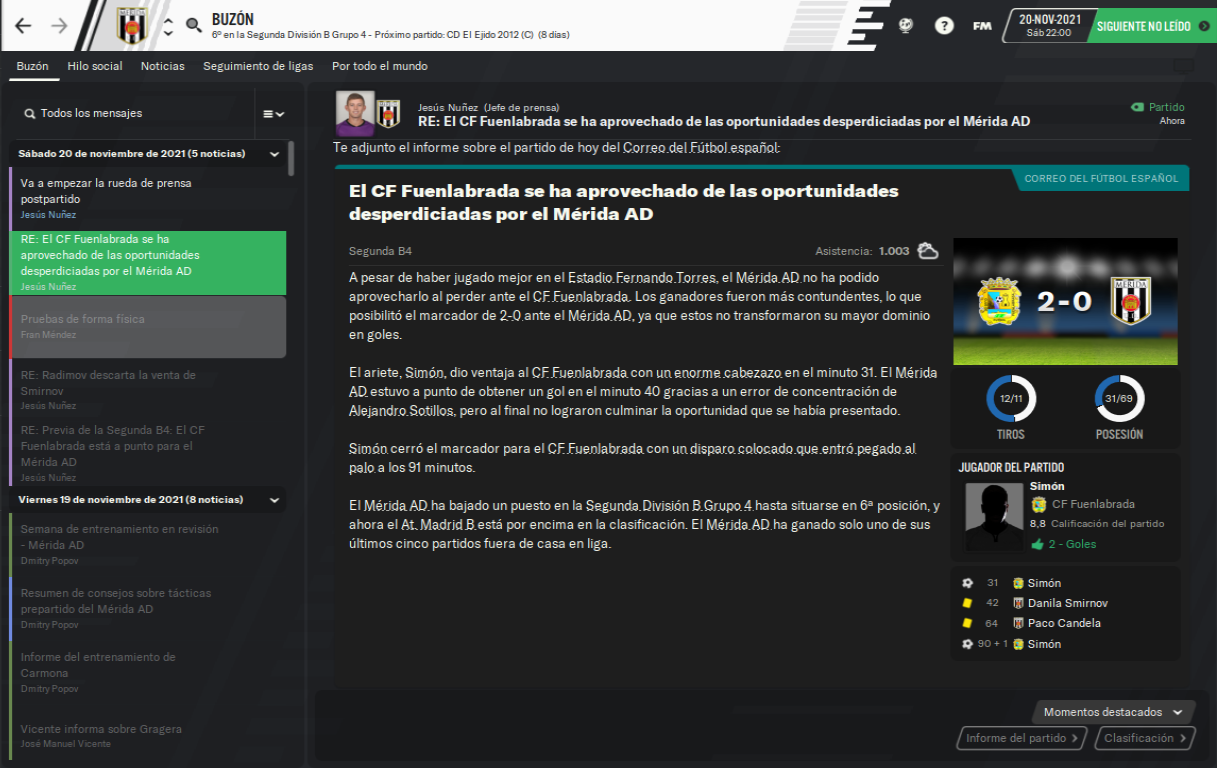 BUZÓN
6º en la Segunda División B Grupo 4 - Próximo partido: CD El Ejido 2012 (C) (8 días)
?
FM
20-NOV-2021
Sáb 22:00
SIGUIENTE NO LEÍDO
Buzón
Hilo social
Noticias
Seguimiento de ligas
Por todo el mundo
Todos los mensajes
Sábado 20 de noviembre de 2021 (5 noticias)
Va a empezar la rueda de prensa
postpartido
Jesús Nuñez
RE: El CF Fuenlabrada se ha
aprovechado de las oportunidades
desperdiciadas por el Mérida AD
Jesús Nuñez
Pruebas de forma física
Fran Méndez
RE: Radimov descarta la venta de
Smirnov
Jesús Nuñez
RE: Previa de la Segunda B4: El CF
Fuenlabrada está a punto para el
Mérida AD
Jesús Nuñez
Viernes 19 de noviembre de 2021 (8 noticias)
Semana de entrenamiento en revisión
- Mérida AD
Dmitry Popov
Resumen de consejos sobre tácticas
prepartido del Mérida AD
Dmitry Popov
Informe del entrenamiento de
Carmona
Dmitry Popov
Vicente informa sobre Gragera
José Manuel Vicente
Jesús Nuñez (Jefe de prensa)
RE: El CF Fuenlabrada se ha aprovechado de las oportunidades desperdiciadas por el Mérida AD
Partido
Ahora
Te adjunto el informe sobre el partido de hoy del Correo del Fútbol español:
CORREO DEL FÚTBOL ESPAÑOL
El CF Fuenlabrada se ha aprovechado de las oportunidades
desperdiciadas por el Mérida AD
Segunda B4
Asistencia: 1.003
A pesar de haber jugado mejor en el Estadio Fernando Torres, el Mérida AD no ha podido
aprovecharlo al perder ante el CF Fuenlabrada. Los ganadores fueron más contundentes, lo que
posibilitó el marcador de 2-0 ante el Mérida AD, ya que estos no transformaron su mayor dominio
en goles.
El ariete, Simón, dio ventaja al CF Fuenlabrada con un enorme cabezazo en el minuto 31. El Mérida
AD estuvo a punto de obtener un gol en el minuto 40 gracias a un error de concentración de
Alejandro Sotillos, pero al final no lograron culminar la oportunidad que se había presentado.
Simón cerró el marcador para el CF Fuenlabrada con un disparo colocado que entró pegado al
palo a los 91 minutos.
El Mérida AD ha bajado un puesto en la Segunda División B Grupo 4 hasta situarse en 6ª posición, y
ahora el At. Madrid B está por encima en la clasificación. El Mérida AD ha ganado solo uno de sus
últimos cinco partidos fuera de casa en liga.
2-0
MÉRIDA
12/11
TIROS
31/69
POSESIÓN
JUGADOR DEL PARTIDO
Simón
CF Fuenlabrada
8,8 Calificación del partido
2 - Goles
31 Simón
42 Danila Smirnov
64 Paco Candela
90 + 1 Simón
Momentos destacados
Informe del partido
Clasificación